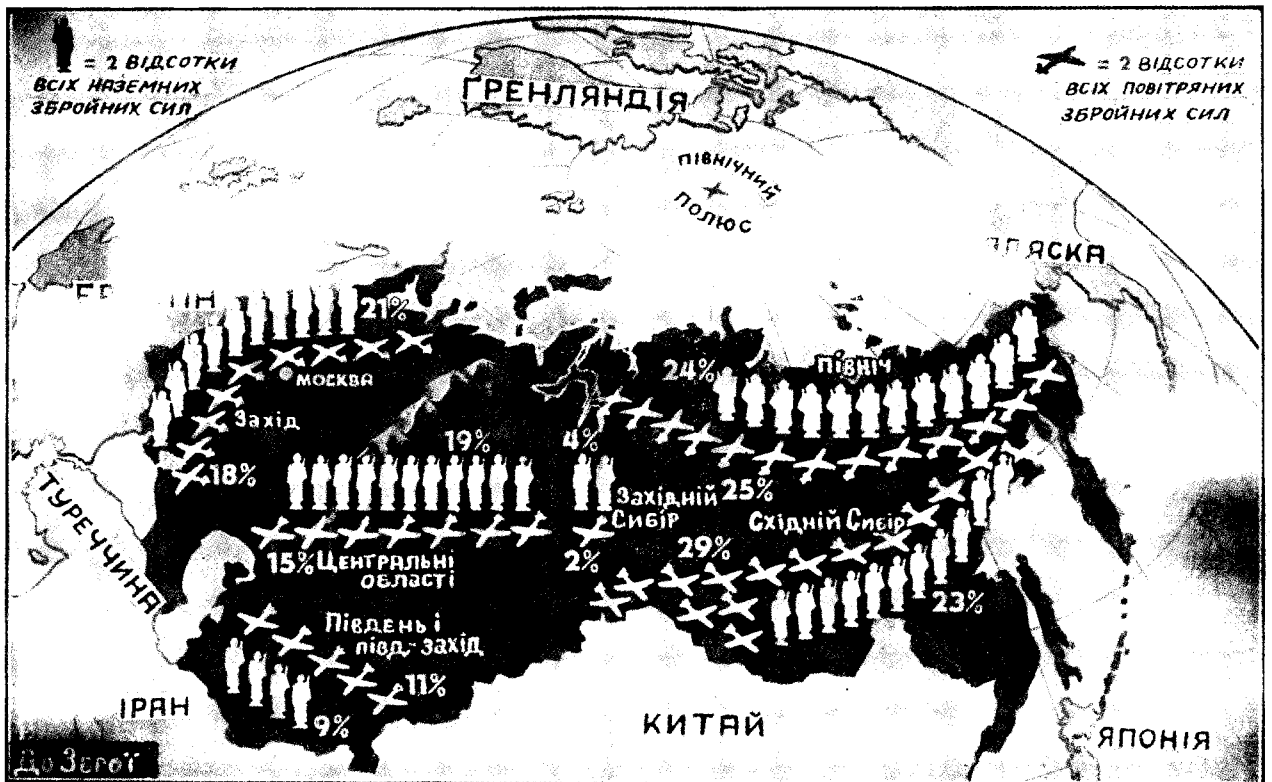 = 2 ВІДСОТКИ
ВСІХ НАЗЕМНИХ
ЗБРОЙНИХ СИЛ
= 2 ВІДСОТКИ
ВСІХ ПОВІТРЯНИХ
ЗБРОЙНИХ СИЛ
ҐРЕНЛЯНДІЯ
ПІВНІЧНИЙ
ПОЛЮС
ЛЯСКА
21%
МОСКВА
ЗАХІД
18%
24%
ПІВНІЧ
19%
4%
ЗАХІДНІЙ
СИБІР
25%
СХІДНІЙ СИБІР
ТУРЕЧЧИНА
15% ЦЕНТРАЛЬНІ
ОБЛАСТІ
2%
29%
23%
ПІВДЕНЬ І
ПІВД.-ЗАХІД
11%
9%
ІРАН
КИТАЙ
ЯПОНІЯ